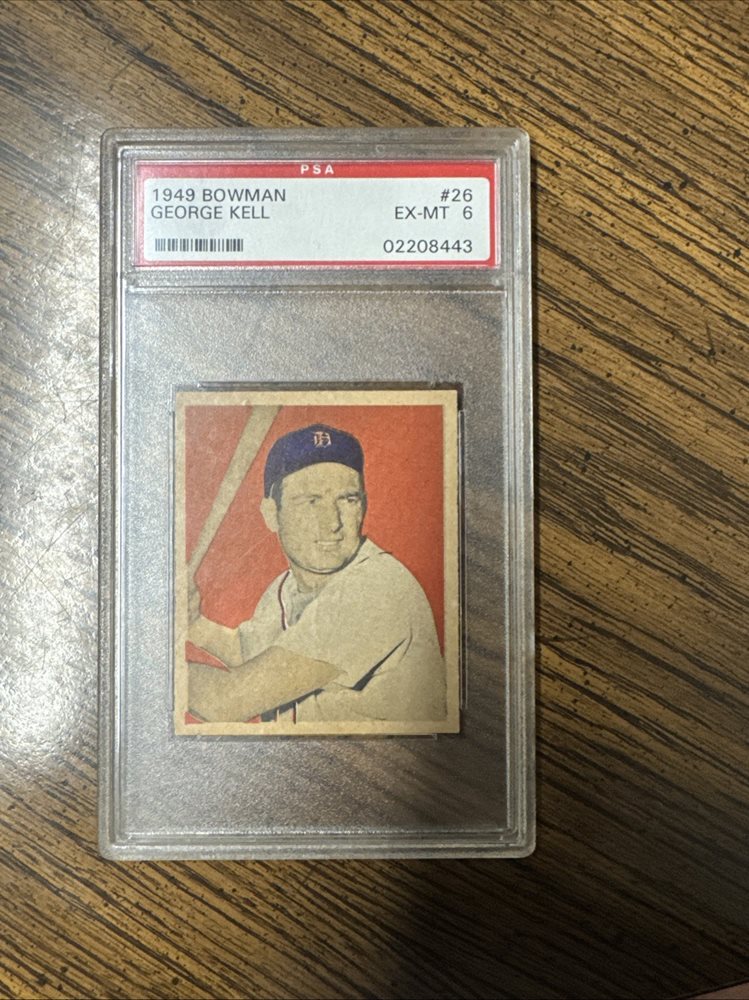 PSA
1949 BOWMAN #26
GEORGE KELL EX-MT 6
02208443
D